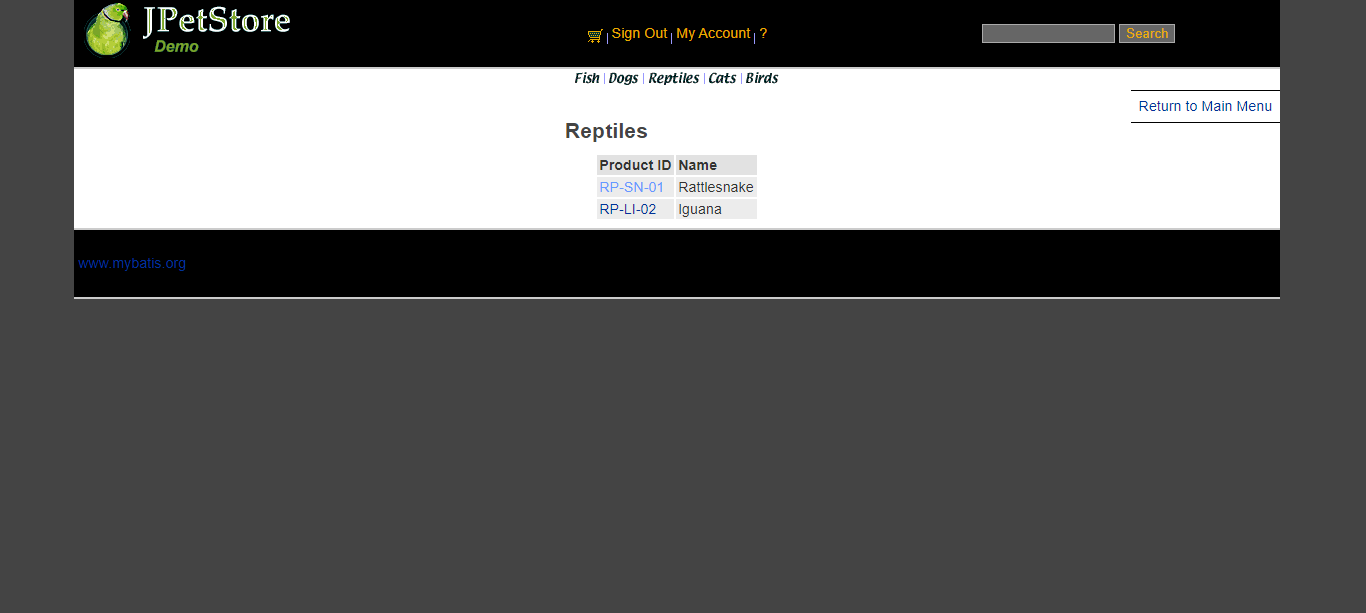 JPetStore
Demo
Sign Out | My Account | ?
Search
Fish | Dogs | Reptiles | Cats | Birds
Return to Main Menu
Reptiles
Product ID Name
RP-SN-01 Rattlesnake
RP-LI-02 Iguana
www.mybatis.org